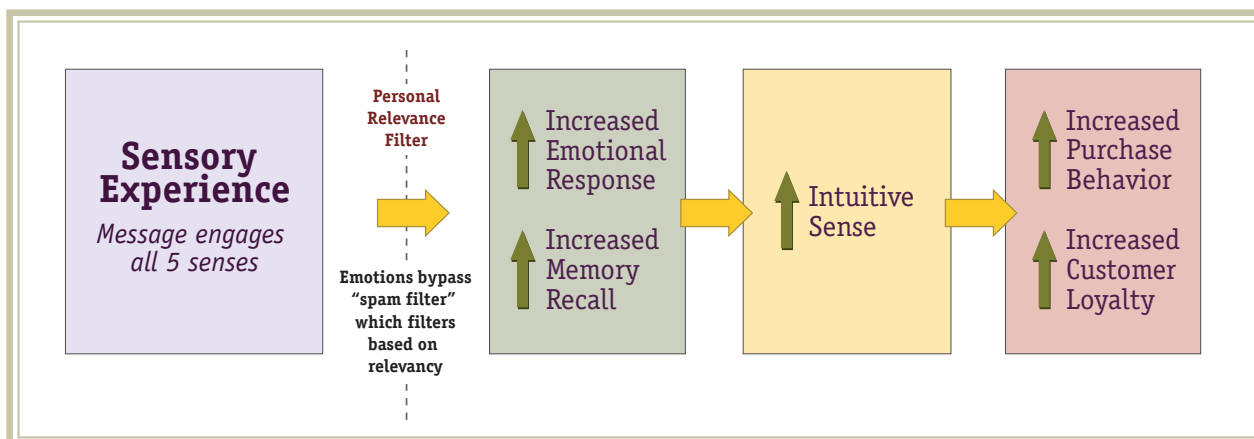 Sensory
Experience
Message engages
all 5 senses
Personal
Relevance
Filter
Emotions bypass
“spam filter”
which filters
based on
relevancy
Increased
Emotional
Response
Increased
Memory
Recall
Intuitive
Sense
Increased
Purchase
Behavior
Increased
Customer
Loyalty